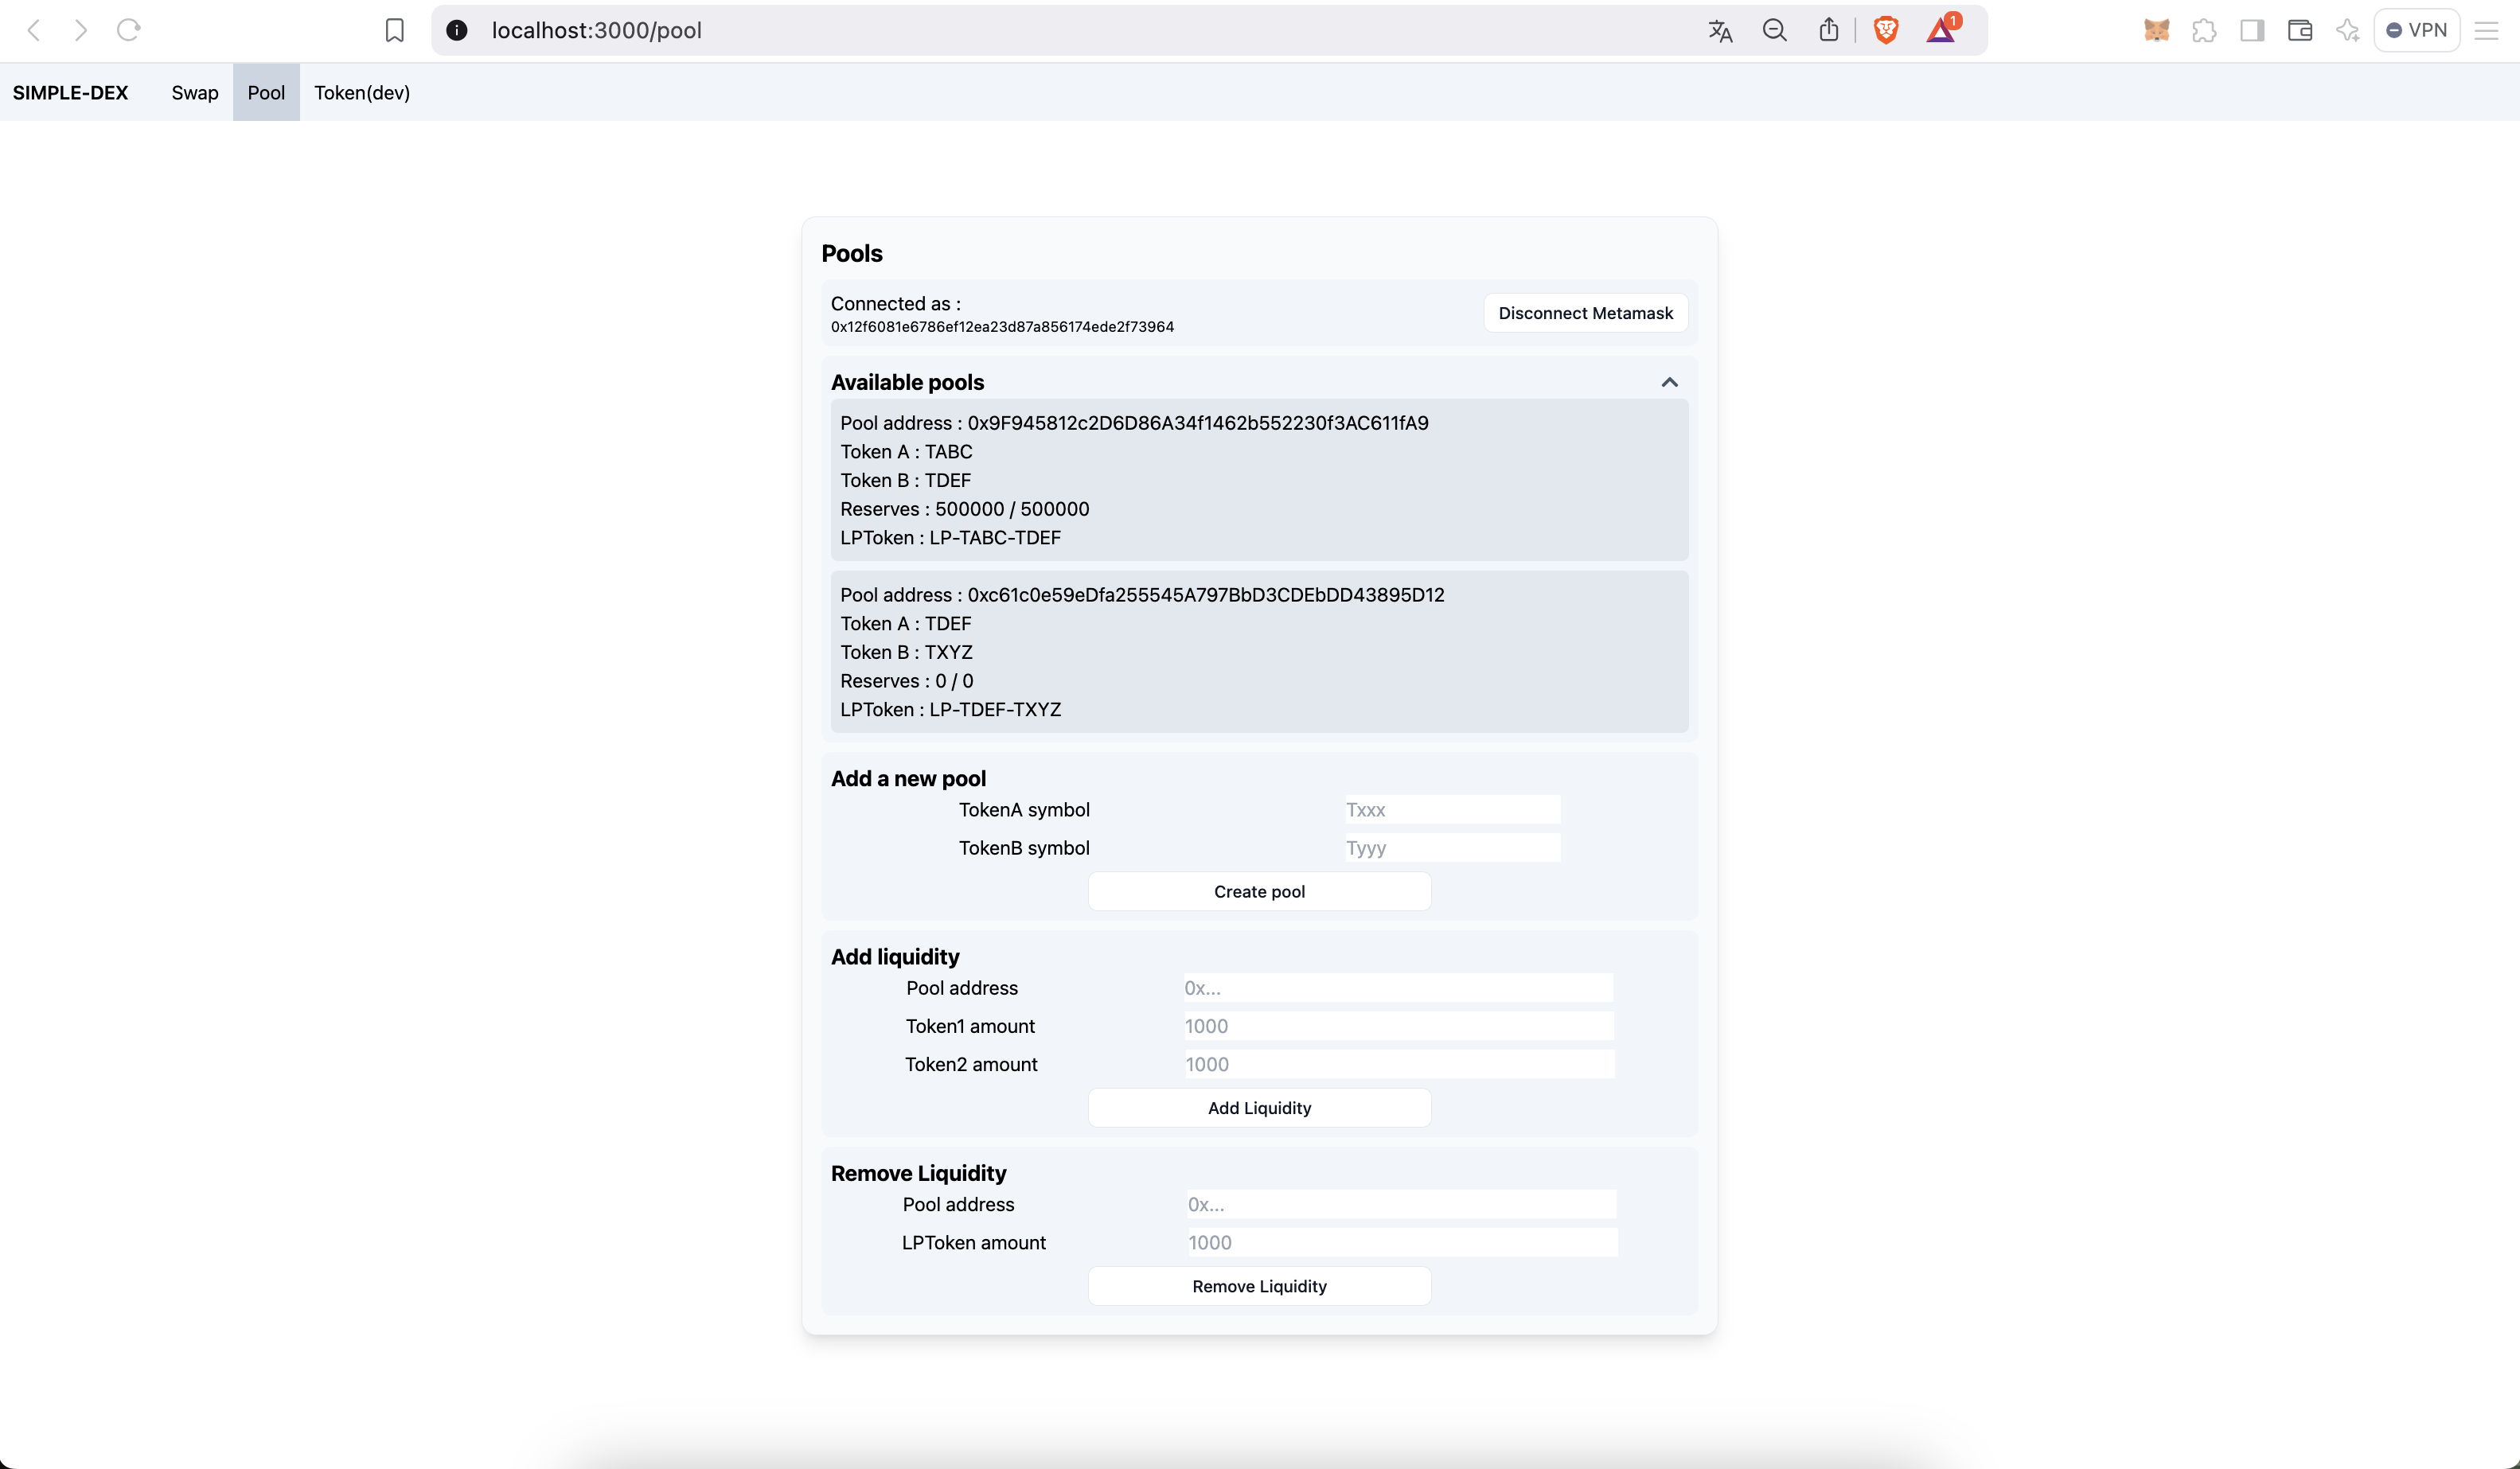 localhost:3000/pool
1
VPN
SIMPLE-DEX Swap Pool Token(dev)
Pools
Connected as :
0x12f6081e6786ef12ea23d87a856174ede2f73964
Disconnect Metamask
Available pools
Pool address : 0x9F945812c2D6D86A34f1462b552230f3AC611fA9
Token A : TABC
Token B : TDEF
Reserves : 500000 / 500000
LPToken : LP-TABC-TDEF
Pool address : 0xc61c0e59eDfa255545A797BbD3CDEbDD43895D12
Token A : TDEF
Token B : TXYZ
Reserves : 0 / 0
LPToken : LP-TDEF-TXYZ
Add a new pool
TokenA symbol Txxx
TokenB symbol Tyyy
Create pool
Add liquidity
Pool address 0x...
Token1 amount 1000
Token2 amount 1000
Add Liquidity
Remove Liquidity
Pool address 0x...
LPToken amount 1000
Remove Liquidity